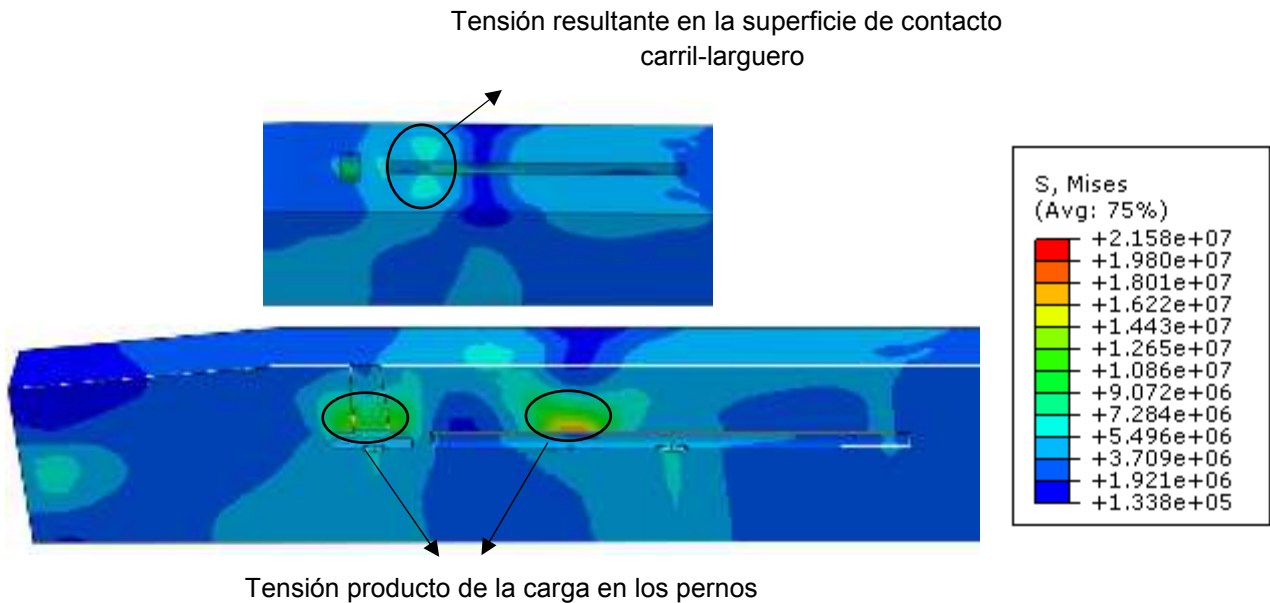 Tensión resultante en la superficie de contacto
carril-larguero
S, Mises
(Avg: 75%)
+2.158e+07
+1.980e+07
+1.801e+07
+1.622e+07
+1.443e+07
+1.265e+07
+1.086e+07
+9.072e+06
+7.284e+06
+5.496e+06
+3.709e+06
+1.921e+06
+1.338e+05
Tensión producto de la carga en los pernos